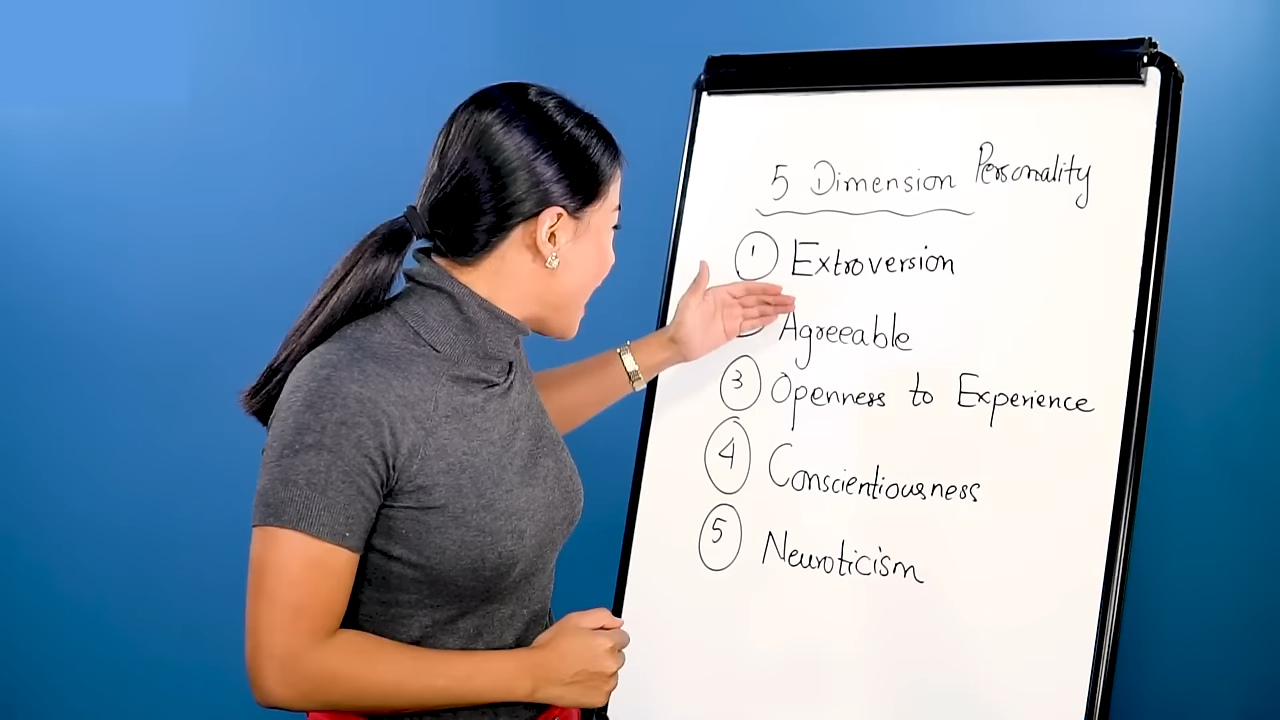 5 Dimension Personality
1 Extroversion
Agreeable
3 Openness to Experience
4 Conscientiousness
5 Neuroticism